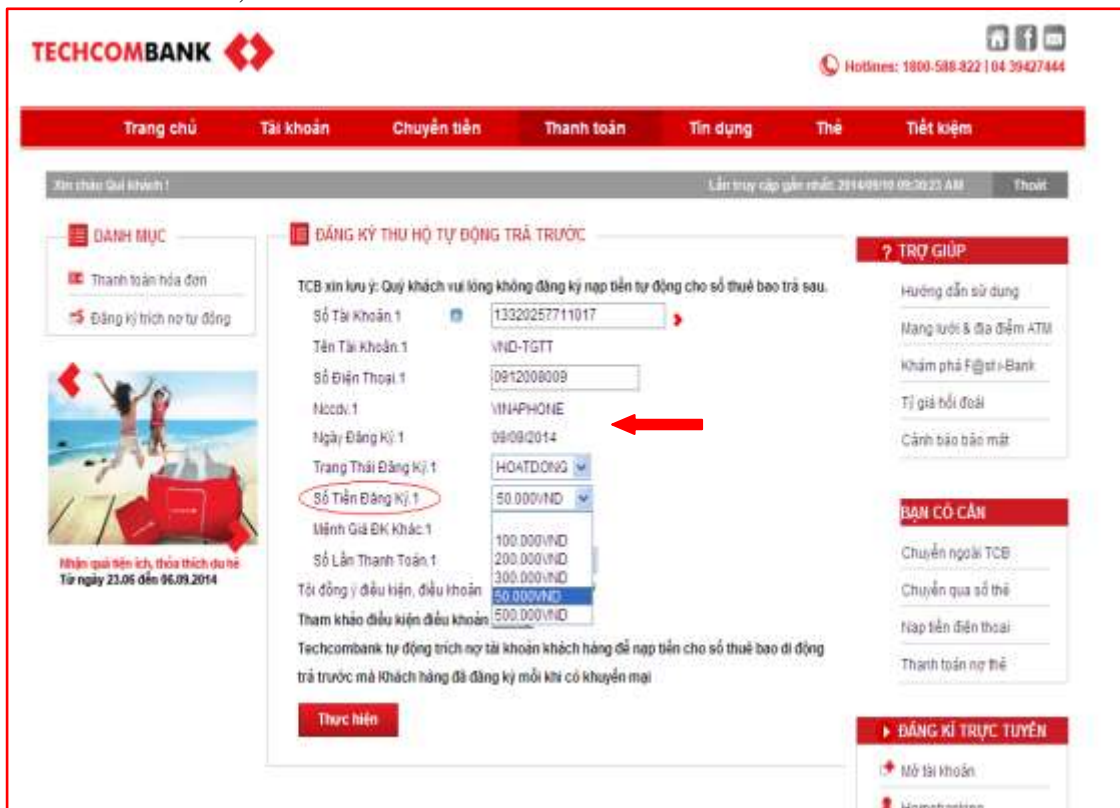 TECHCOMBANK
Hotlines: 1800-588-822 | 04 39427444
Trang chủ Tài khoản Chuyển tiền Thanh toán Tín dụng Thẻ Tiết kiệm
Xin chào Quí khách !
Lần truy cập gần nhất: 2014/09/10 09:30:23 AM Thoát
DANH MỤC
Thanh toán hóa đơn
Đăng ký trích nợ tự động
Nhận quà tiện ích, thỏa thích du hè
Từ ngày 23.06 đến 06.09.2014
ĐĂNG KÝ THU HỘ TỰ ĐỘNG TRẢ TRƯỚC
TCB xin lưu ý: Quý khách vui lòng không đăng ký nạp tiền tự động cho số thuê bao trả sau.
Số Tài Khoản.1 13320257711017
Tên Tài Khoản.1 VND-TGTT
Số Điện Thoại.1 0912008009
Nccdv.1 VINAPHONE
Ngày Đăng Ký.1 09/09/2014
Trạng Thái Đăng Ký.1 HOATDONG
Số Tiền Đăng Ký.1 50.000VND
Mệnh Giá ĐK Khác.1
100.000VND
Số Lần Thanh Toán.1 200.000VND
300.000VND
Tôi đồng ý điều kiện, điều khoản 50.000VND
Tham khảo điều kiện điều khoản 500.000VND
Techcombank tự động trích nợ tài khoản khách hàng để nạp tiền cho số thuê bao di động
trả trước mà Khách hàng đã đăng ký mỗi khi có khuyến mại
Thực hiện
? TRỢ GIÚP
Hướng dẫn sử dụng
Mạng lưới & địa điểm ATM
Khám phá F@st i-Bank
Tỷ giá hối đoái
Cảnh báo bảo mật
BẠN CÓ CẦN
Chuyển ngoài TCB
Chuyển qua số thẻ
Nạp tiền điện thoại
Thanh toán nợ thẻ
ĐĂNG KÍ TRỰC TUYẾN
Mở tài khoản
Homebanking